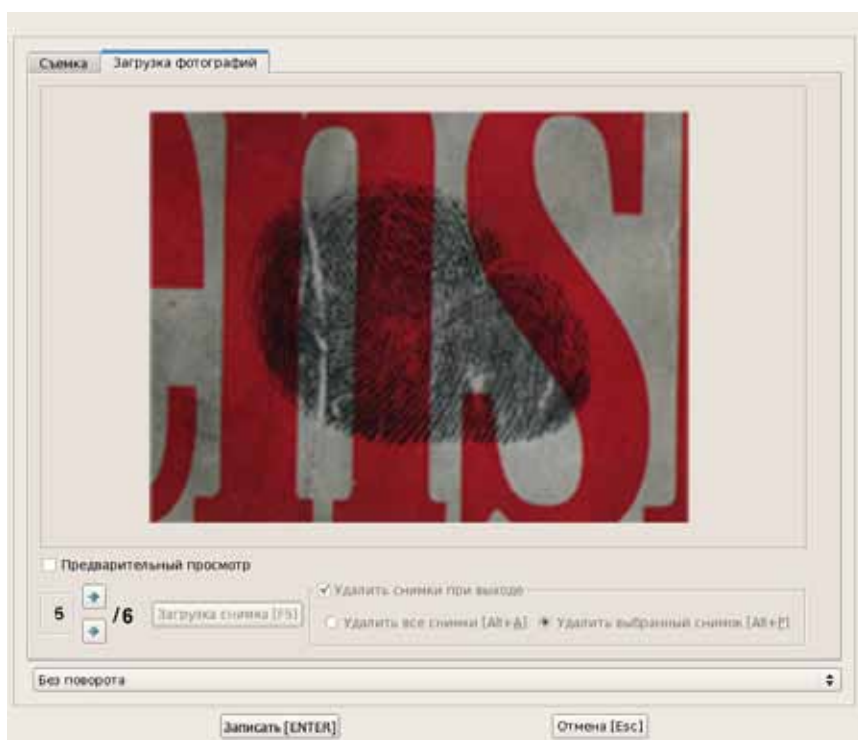 Съемка Загрузка фотографий
ens
Предварительный просмотр
5 /6 Загрузка снимка [F5]
Удалить снимки при выходе
Удалить все снимки [Alt+A] Удалить выбранный снимок [Alt+P]
Без поворота
Записать [ENTER] Отмена [Esc]